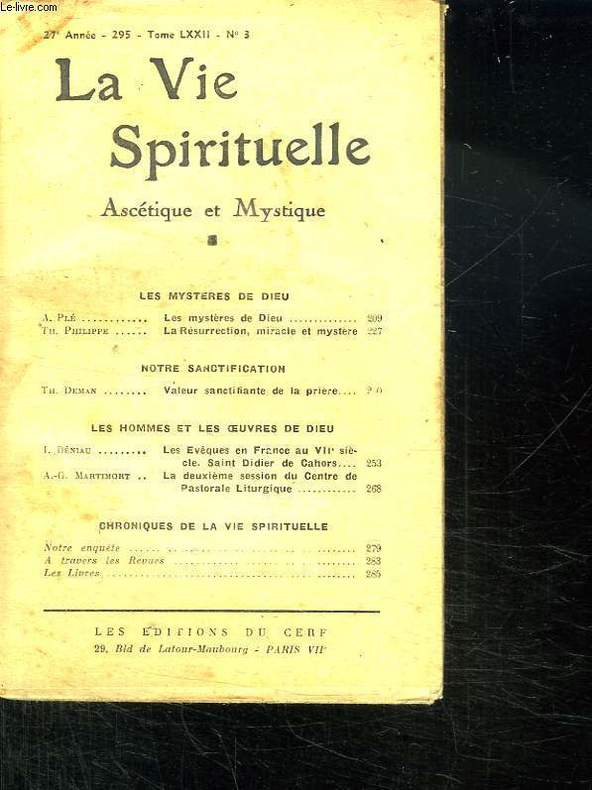 Le-livre.com
27e Année - 295 - Tome LXXII - No 3
La Vie
Spirituelle
Ascétique et Mystique
LES MYSTERES DE DIEU
A. PLÉ ........... Les mystères de Dieu ............. 209
TH. PHILIPPE ...... La Résurrection, miracle et mystère 227
NOTRE SANCTIFICATION
TH. DEMAN ........ Valeur sanctifiante de la prière....
LES HOMMES ET LES ŒUVRES DE DIEU
DÉNIAU ......... Les Evêques en France au VIIe siè-
cle. Saint Didier de Cahors.... 253
A.-G. MARTIMORT .. La deuxième session du Centre de
Pastorale Liturgique ............ 268
CHRONIQUES DE LA VIE SPIRITUELLE
Notre enquête ........................ 279
A travers les Revues ........................ 283
Les Livres ........................ 285
LES EDITIONS DU CERF
29, Bld de Latour-Maubourg - PARIS VIIe